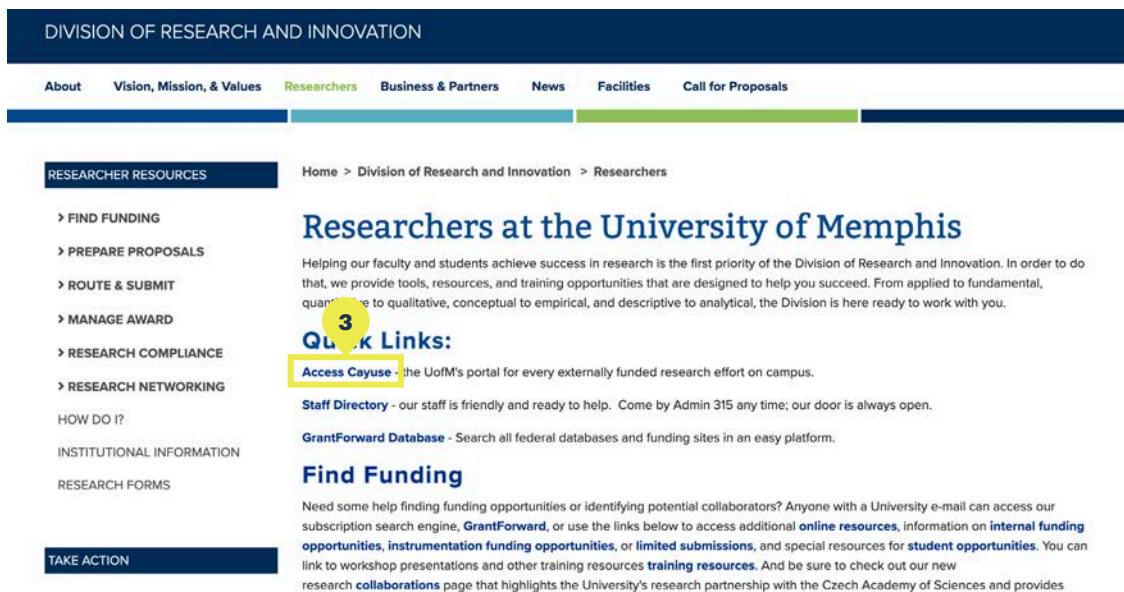 DIVISION OF RESEARCH AND INNOVATION
About Vision, Mission, & Values Researchers Business & Partners News Facilities Call for Proposals
RESEARCHER RESOURCES
> FIND FUNDING
> PREPARE PROPOSALS
> ROUTE & SUBMIT
> MANAGE AWARD
> RESEARCH COMPLIANCE
> RESEARCH NETWORKING
HOW DO I?
INSTITUTIONAL INFORMATION
RESEARCH FORMS
TAKE ACTION
Home > Division of Research and Innovation > Researchers
Researchers at the University of Memphis
Helping our faculty and students achieve success in research is the first priority of the Division of Research and Innovation. In order to do
that, we provide tools, resources, and training opportunities that are designed to help you succeed. From applied to fundamental,
to qualitative, conceptual to empirical, and descriptive to analytical, the Division is here ready to work with you.
3
Links:
Access Cayuse - the UofM's portal for every externally funded research effort on campus.
Staff Directory - our staff is friendly and ready to help. Come by Admin 315 any time; our door is always open.
GrantForward Database - Search all federal databases and funding sites in an easy platform.
Find Funding
Need some help finding funding opportunities or identifying potential collaborators? Anyone with a University e-mail can access our
subscription search engine, GrantForward, or use the links below to access additional online resources, information on internal funding
opportunities, instrumentation funding opportunities, or limited submissions, and special resources for student opportunities. You can
link to workshop presentations and other training resources training resources. And be sure to check out our new
research collaborations page that highlights the University's research partnership with the Czech Academy of Sciences and provides